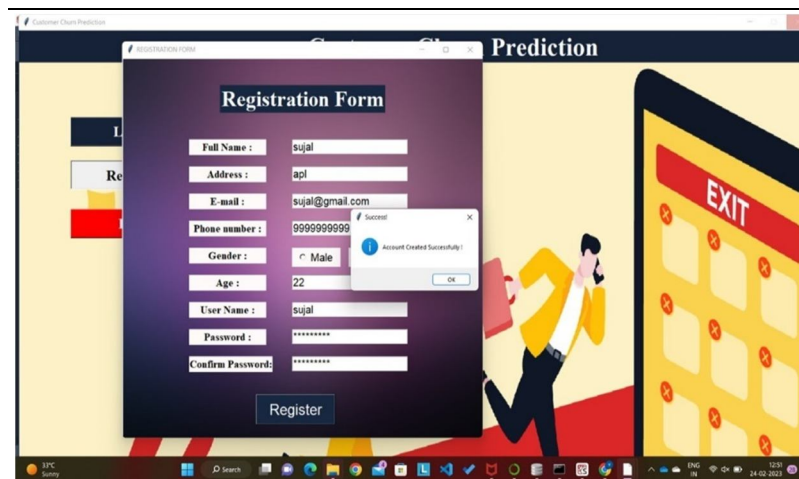 Customer Churn Prediction
Prediction
REGISTRATION FORM
Registration Form
Full Name :
sujal
Address :
apl
E-mail :
sujal@gmail.com
Phone number :
9999999999
Gender :
Male
Age :
22
User Name :
sujal
Password :
*********
Confirm Password:
*********
Register
Success!
Account Created Successfully !
OK
L
Re
EXIT
33°C
Sunny
Search
ENG
IN
12:51
24-02-2023